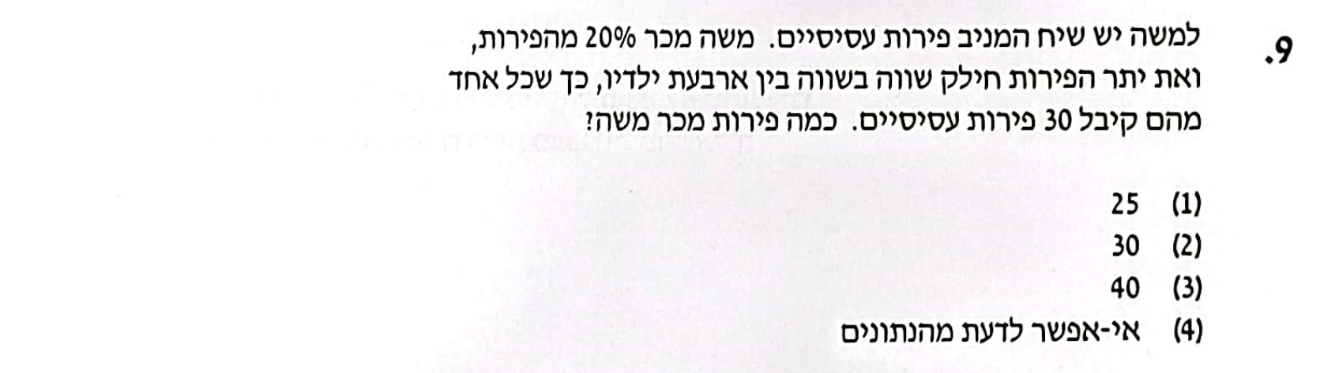 9. למשה יש שיח המניב פירות עסיסיים. משה מכר 20% מהפירות,
ואת יתר הפירות חילק שווה בשווה בין ארבעת ילדיו, כך שכל אחד
מהם קיבל 30 פירות עסיסיים. כמה פירות מכר משה?
(1) 25
(2) 30
(3) 40
(4) אי-אפשר לדעת מהנתונים